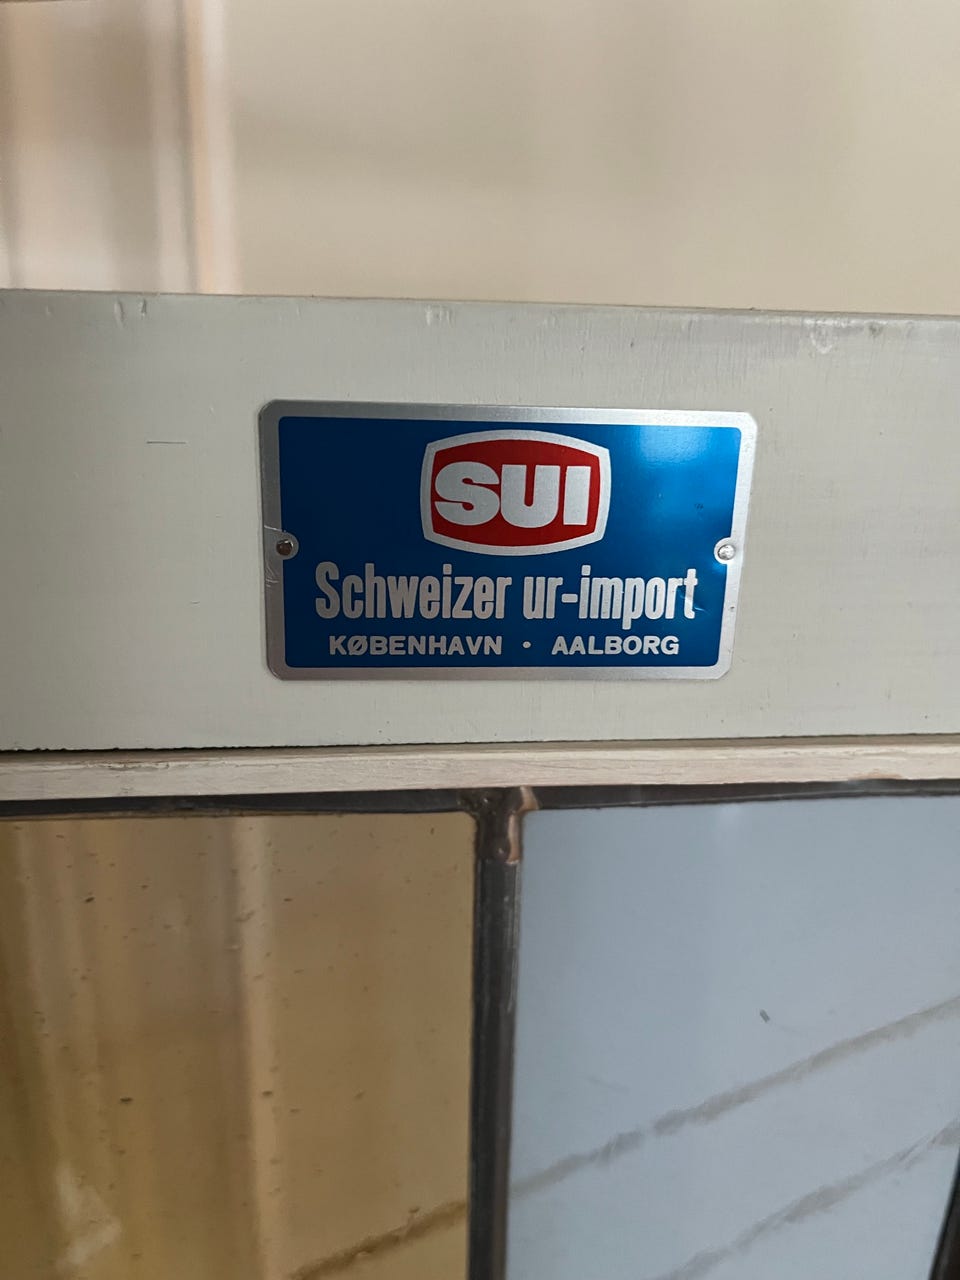 SUI
Schweizer ur-import
KØBENHAVN • AALBORG